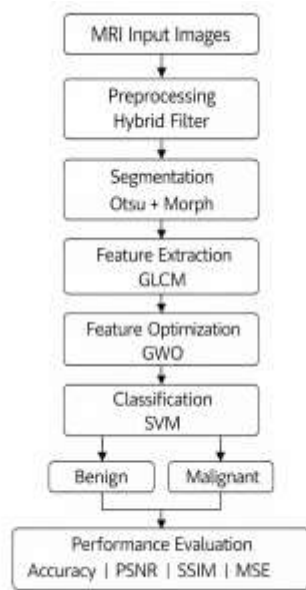 MRI Input Images
Preprocessing
Hybrid Filter
Segmentation
Otsu + Morph
Feature Extraction
GLCM
Feature Optimization
GWO
Classification
SVM
Benign
Malignant
Performance Evaluation
Accuracy | PSNR | SSIM | MSE